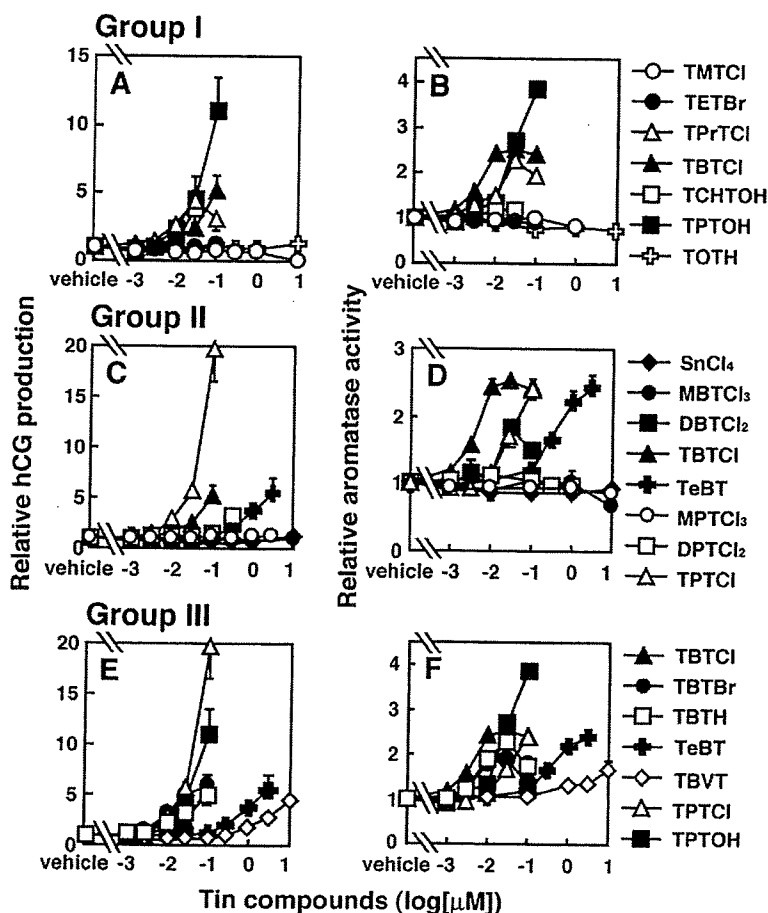 Group I
A
15
10
5
0
vehicle -3 -2 -1 0 1
B
4
3
2
1
0
vehicle -3 -2 -1 0 1
TMTCl
TETBr
TPrTCl
TBTCl
TCHTOH
TPTOH
TOTH
Group II
C
20
15
10
5
0
vehicle -3 -2 -1 0 1
D
3
2
1
0
vehicle -3 -2 -1 0 1
SnCl₄
MBTCl₃
DBTCl₂
TBTCl
TeBT
MPTCl₃
DPTCl₂
TPTCl
Group III
E
20
15
10
5
0
vehicle -3 -2 -1 0 1
F
4
3
2
1
0
vehicle -3 -2 -1 0 1
TBTCl
TBTBr
TBTH
TeBT
TBVT
TPTCl
TPTOH
Relative hCG production
Relative aromatase activity
Tin compounds (log[μM])